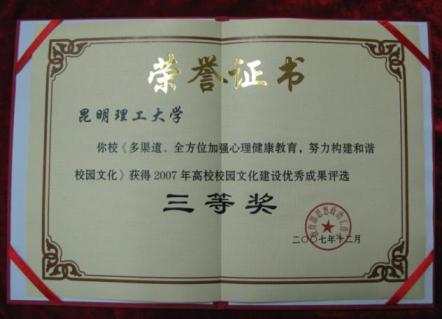 荣誉证书
昆明理工大学
你校《多渠道、全方位加强心理健康教育，努力构建和谐
校园文化》获得2007年高校校园文化建设优秀成果评选
三等奖
二〇〇七年十二月